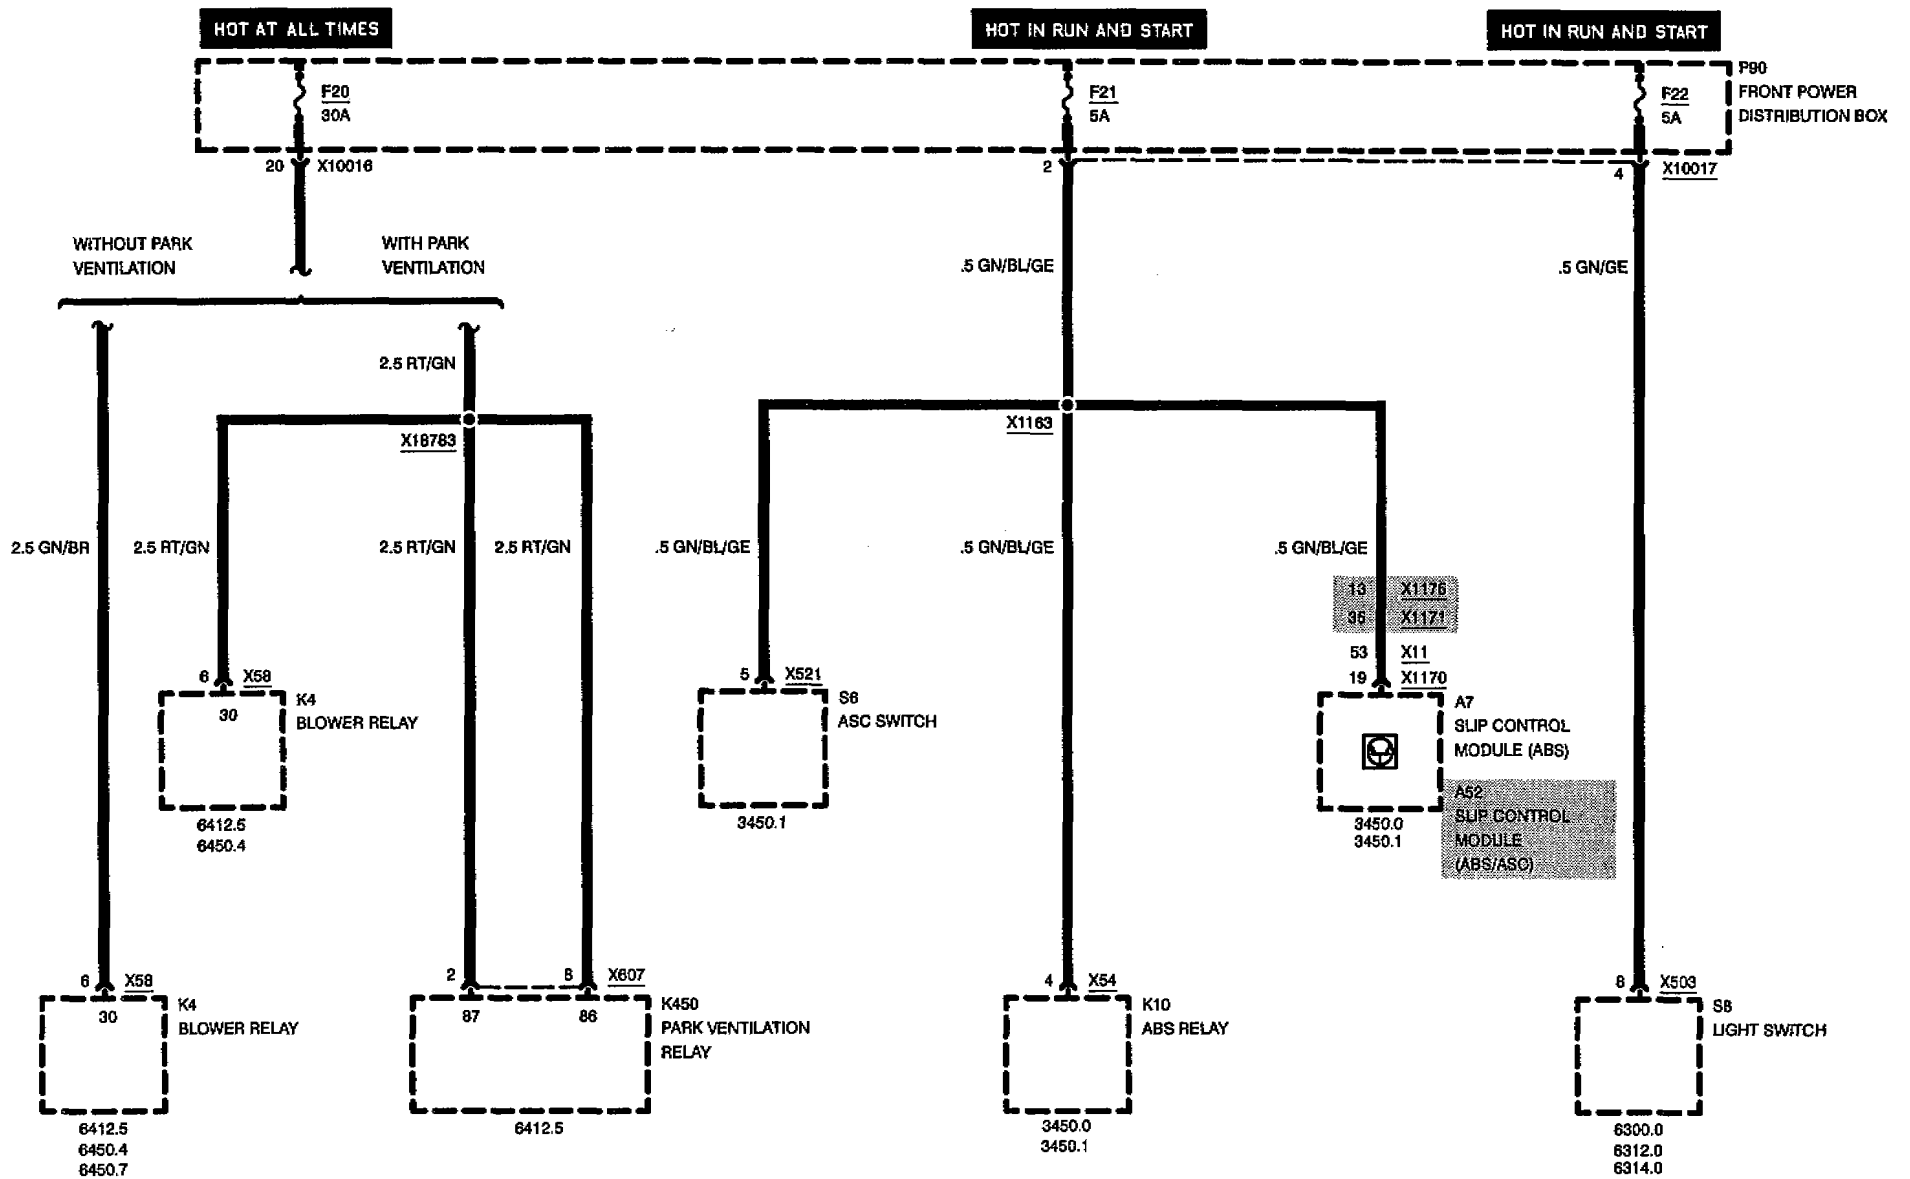 HOT AT ALL TIMES
HOT IN RUN AND START
HOT IN RUN AND START
P90
FRONT POWER
DISTRIBUTION BOX
F20
30A
F21
5A
F22
5A
20 X10016
2
4 X10017
WITHOUT PARK
VENTILATION
WITH PARK
VENTILATION
.5 GN/BL/GE
.5 GN/GE
2.5 RT/GN
X18783
X1163
2.5 GN/BR
2.5 RT/GN
2.5 RT/GN
2.5 RT/GN
.5 GN/BL/GE
.5 GN/BL/GE
.5 GN/BL/GE
13 X1176
35 X1171
53 X11
19 X1170
6 X58
30
K4
BLOWER RELAY
6412.5
6450.4
5 X521
S6
ASC SWITCH
3450.1
A7
SLIP CONTROL
MODULE (ABS)
A52
SLIP CONTROL
MODULE
(ABS/ASC)
3450.0
3450.1
6 X58
30
K4
BLOWER RELAY
6412.5
6450.4
6450.7
2
8 X607
87
86
K450
PARK VENTILATION
RELAY
6412.5
4 X54
K10
ABS RELAY
3450.0
3450.1
8 X503
S8
LIGHT SWITCH
6300.0
6312.0
6314.0